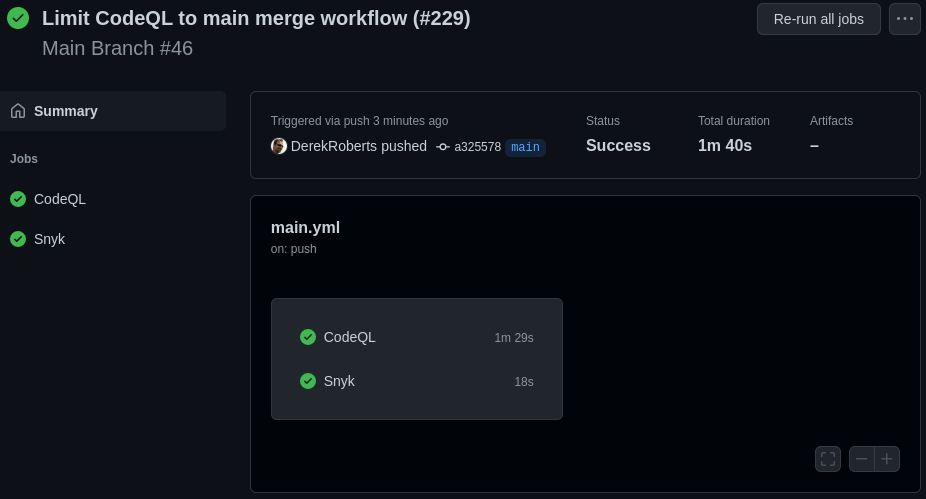 Limit CodeQL to main merge workflow (#229)
Main Branch #46
Re-run all jobs
Summary
Jobs
CodeQL
Snyk
Triggered via push 3 minutes ago
DerekRoberts pushed a325578 main
Status
Success
Total duration
1m 40s
Artifacts
–
main.yml
on: push
CodeQL 1m 29s
Snyk 18s